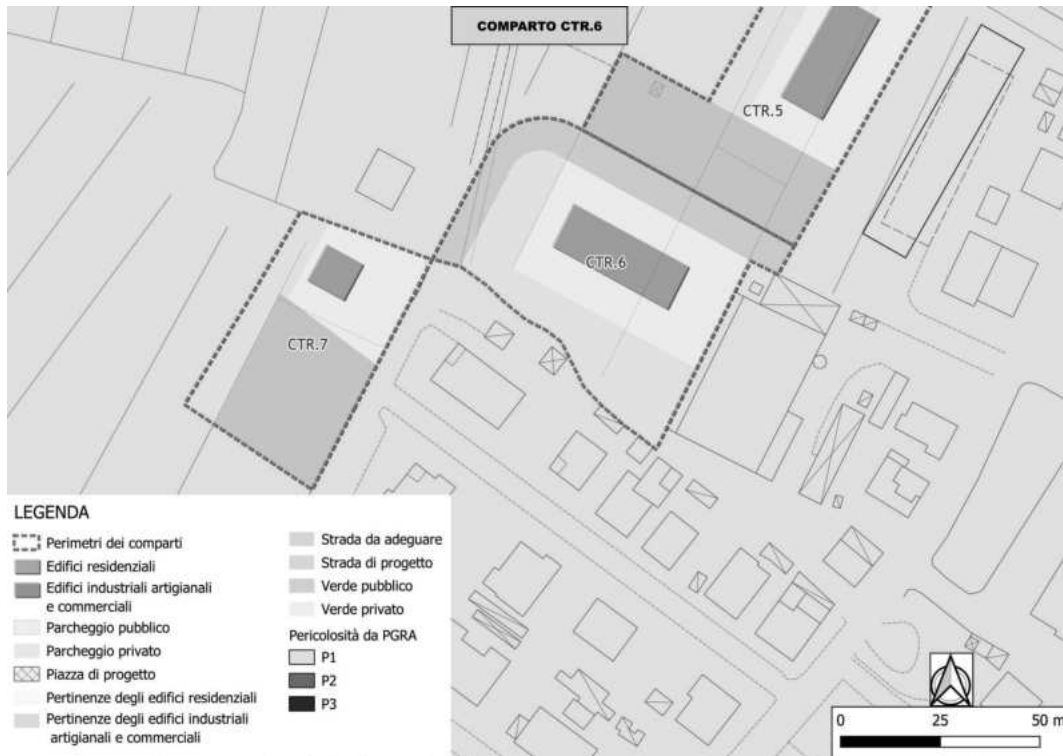 COMPARTO CTR.6
CTR.5
CTR.6
CTR.7
LEGENDA
Perimetri dei comparti
Edifici residenziali
Edifici industriali artigianali
e commerciali
Parcheggio pubblico
Parcheggio privato
Piazza di progetto
Pertinenze degli edifici residenziali
Pertinenze degli edifici industriali
artigianali e commerciali
Strada da adeguare
Strada di progetto
Verde pubblico
Verde privato
Pericolosità da PGRA
P1
P2
P3
0 25 50 m